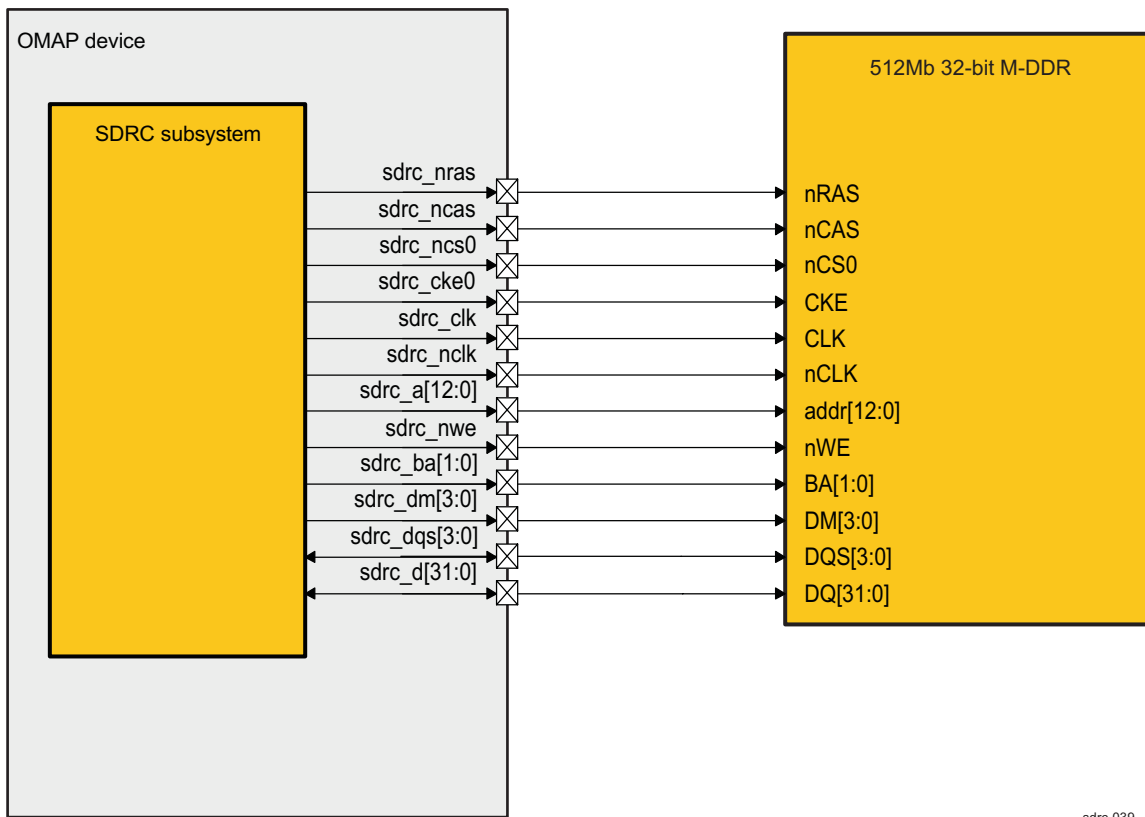 OMAP device
512Mb 32-bit M-DDR
SDRC subsystem
sdrc_nras
nRAS
sdrc_ncas
nCAS
sdrc_ncs0
nCS0
sdrc_cke0
CKE
sdrc_clk
CLK
sdrc_nclk
nCLK
sdrc_a[12:0]
addr[12:0]
sdrc_nwe
nWE
sdrc_ba[1:0]
BA[1:0]
sdrc_dm[3:0]
DM[3:0]
sdrc_dqs[3:0]
DQS[3:0]
sdrc_d[31:0]
DQ[31:0]